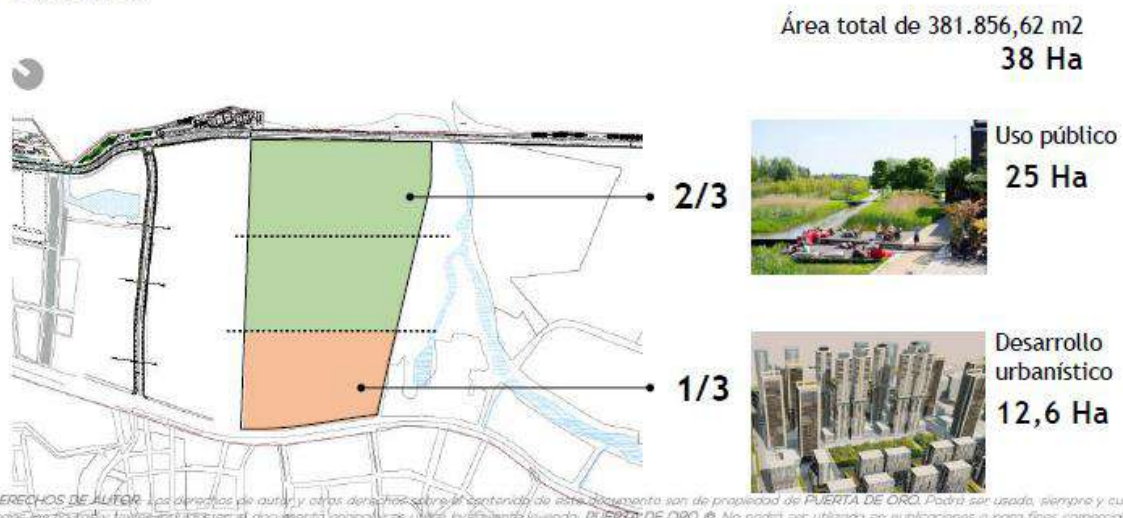 Área total de 381.856,62 m2
38 Ha
2/3
Uso público
25 Ha
1/3
Desarrollo
urbanístico
12,6 Ha
DERECHOS DE AUTOR: Los derechos de autor y otros derechos sobre el contenido de este documento son de propiedad de PUERTA DE ORO. Podrá ser usado, siempre y
PUERTA DE ORO ® No podrá ser utilizado en publicaciones o para fines